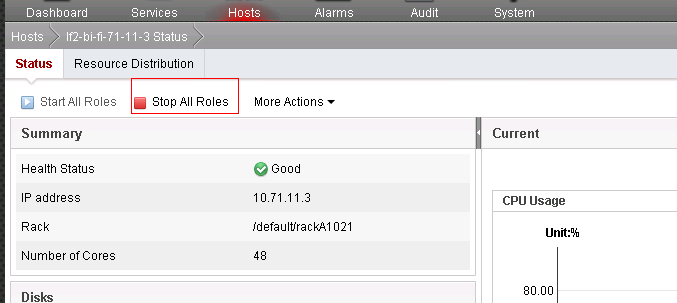 Dashboard Services Hosts Alarms Audit System
Hosts lf2-bi-fi-71-11-3 Status
Status Resource Distribution
Start All Roles Stop All Roles More Actions
Summary Current
Health Status Good
IP address 10.71.11.3
CPU Usage
Rack /default/rackA1021
Unit:%
Number of Cores 48
80.00
Disks